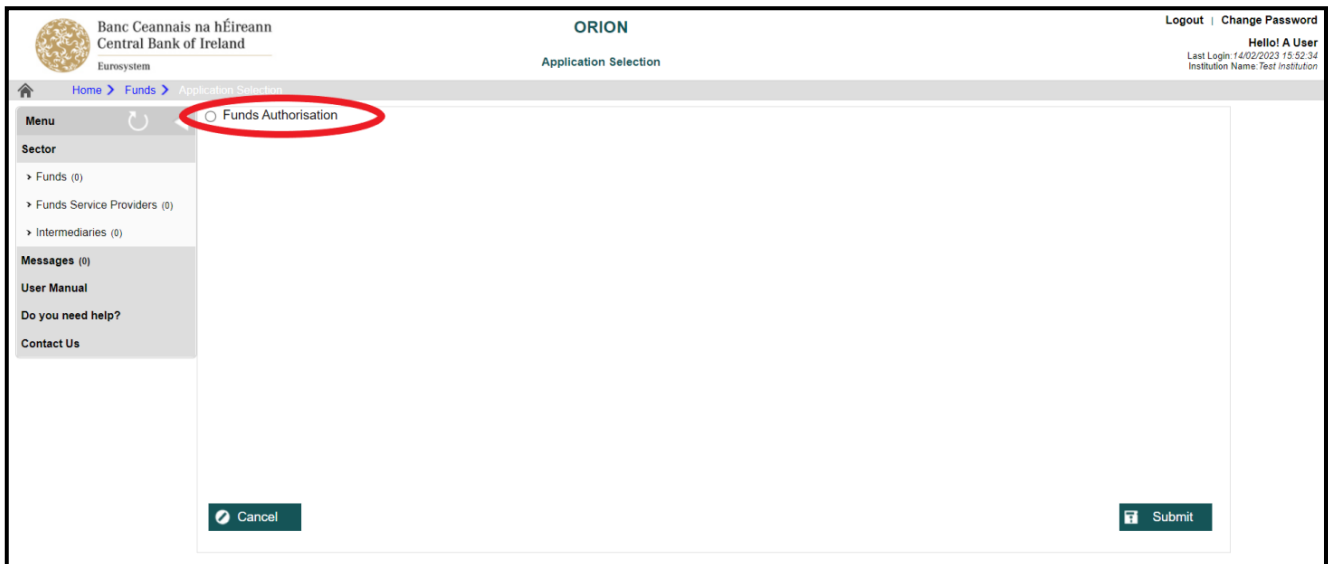 Banc Ceannais na hÉireann
Central Bank of Ireland
Eurosystem
ORION
Application Selection
Logout | Change Password
Hello! A User
Last Login:14/02/2023 15:52:34
Institution Name:Test Institution
Home > Funds > Application Selection
Menu
Funds Authorisation
Sector
> Funds (0)
> Funds Service Providers (0)
> Intermediaries (0)
Messages (0)
User Manual
Do you need help?
Contact Us
Cancel
Submit